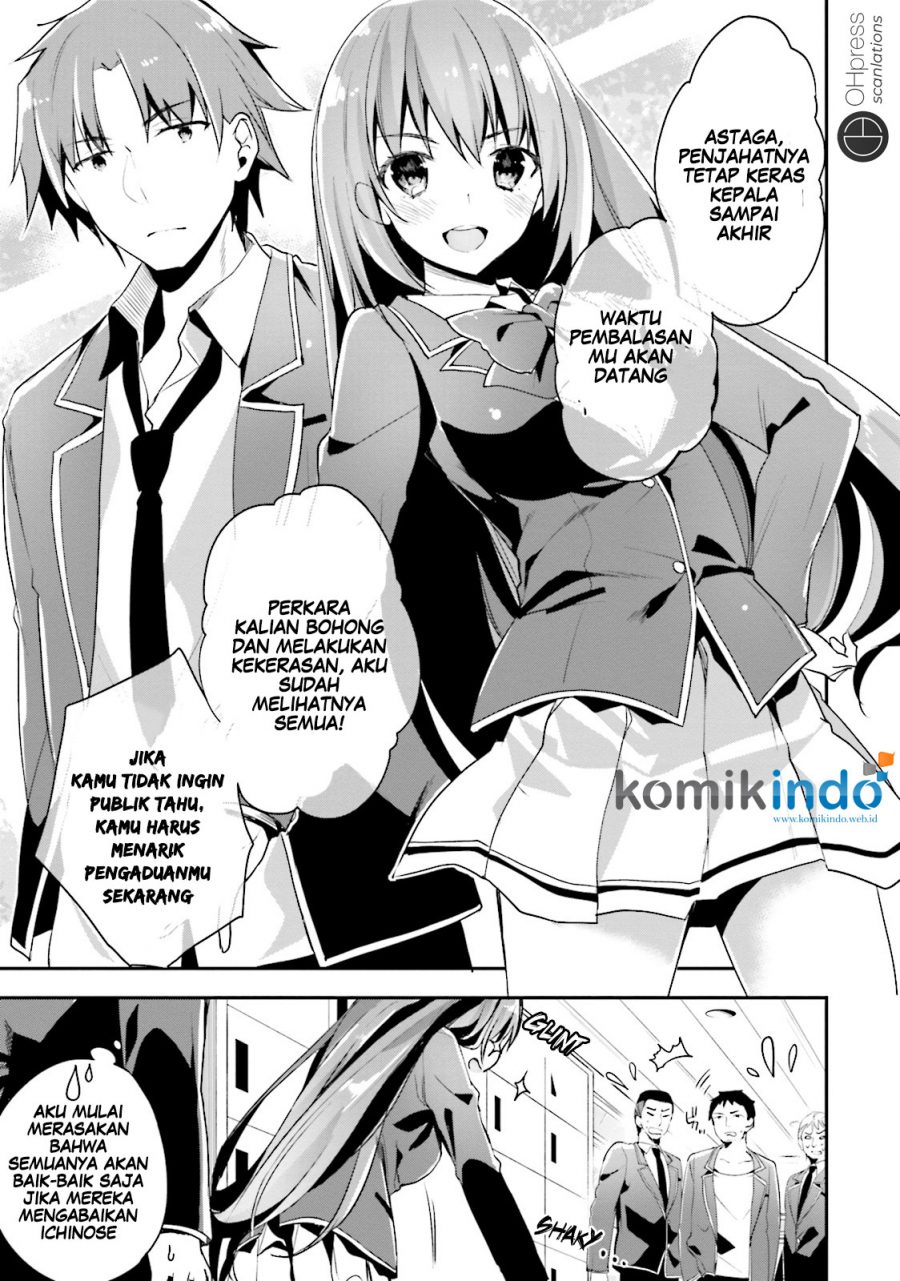 OHpress
scanlations
ASTAGA,
PENJAHATNYA
TETAP KERAS
KEPALA
SAMPAI
AKHIR
WAKTU
PEMBALASAN
MU AKAN
DATANG
PERKARA
KALIAN BOHONG
DAN MELAKUKAN
KEKERASAN, AKU
SUDAH
MELIHATNYA
SEMUA!
JIKA
KAMU TIDAK INGIN
PUBLIK TAHU,
KAMU HARUS
MENARIK
PENGADUANMU
SEKARANG
komikindo
www.komikindo.web.id
GLINT
SHAKY...
AKU MULAI
MERASAKAN
BAHWA
SEMUANYA AKAN
BAIK-BAIK SAJA
JIKA MEREKA
MENGABAIKAN
ICHINOSE